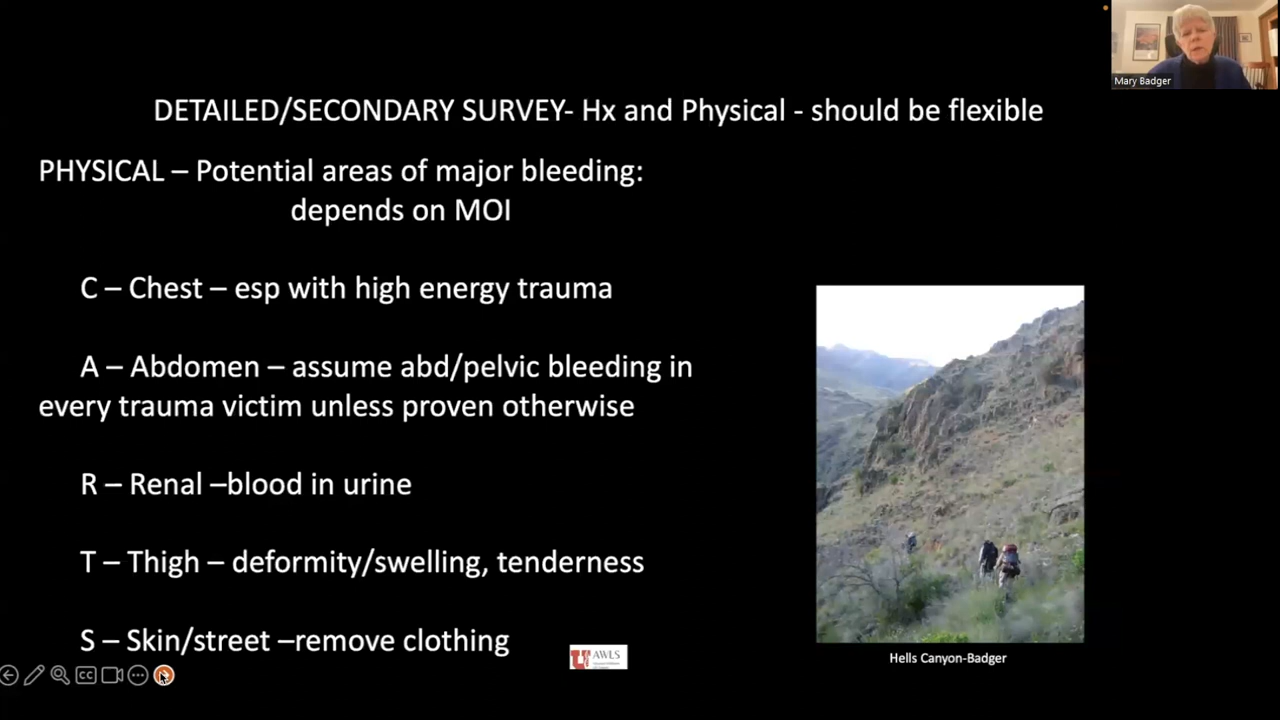 Mary Badger
DETAILED/SECONDARY SURVEY- Hx and Physical - should be flexible
PHYSICAL – Potential areas of major bleeding:
depends on MOI
C – Chest – esp with high energy trauma
A – Abdomen – assume abd/pelvic bleeding in
every trauma victim unless proven otherwise
R – Renal –blood in urine
T – Thigh – deformity/swelling, tenderness
S – Skin/street –remove clothing
CC
U AWLS
Hells Canyon-Badger